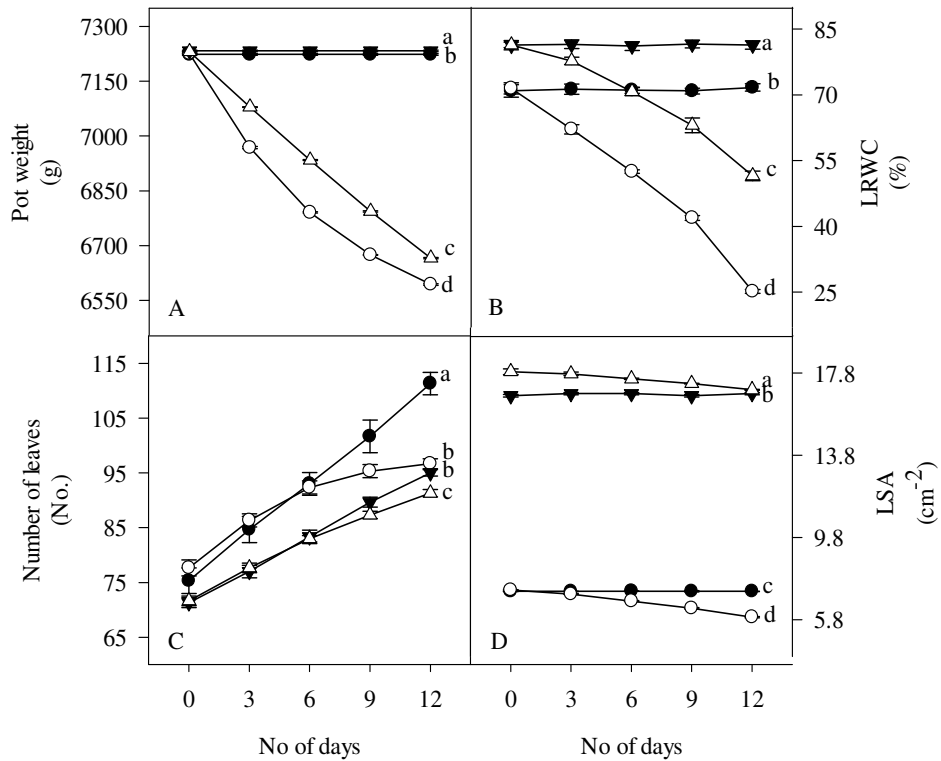 7300
7150
7000
6850
6700
6550
Pot weight
(g)
a
b
c
d
A
85
70
55
40
25
LRWC
(%)
a
b
c
d
B
115
105
95
85
75
65
Number of leaves
(No.)
a
b
b
c
C
17.8
13.8
9.8
5.8
LSA
(cm⁻²)
a
b
c
d
D
0 3 6 9 12
No of days
0 3 6 9 12
No of days